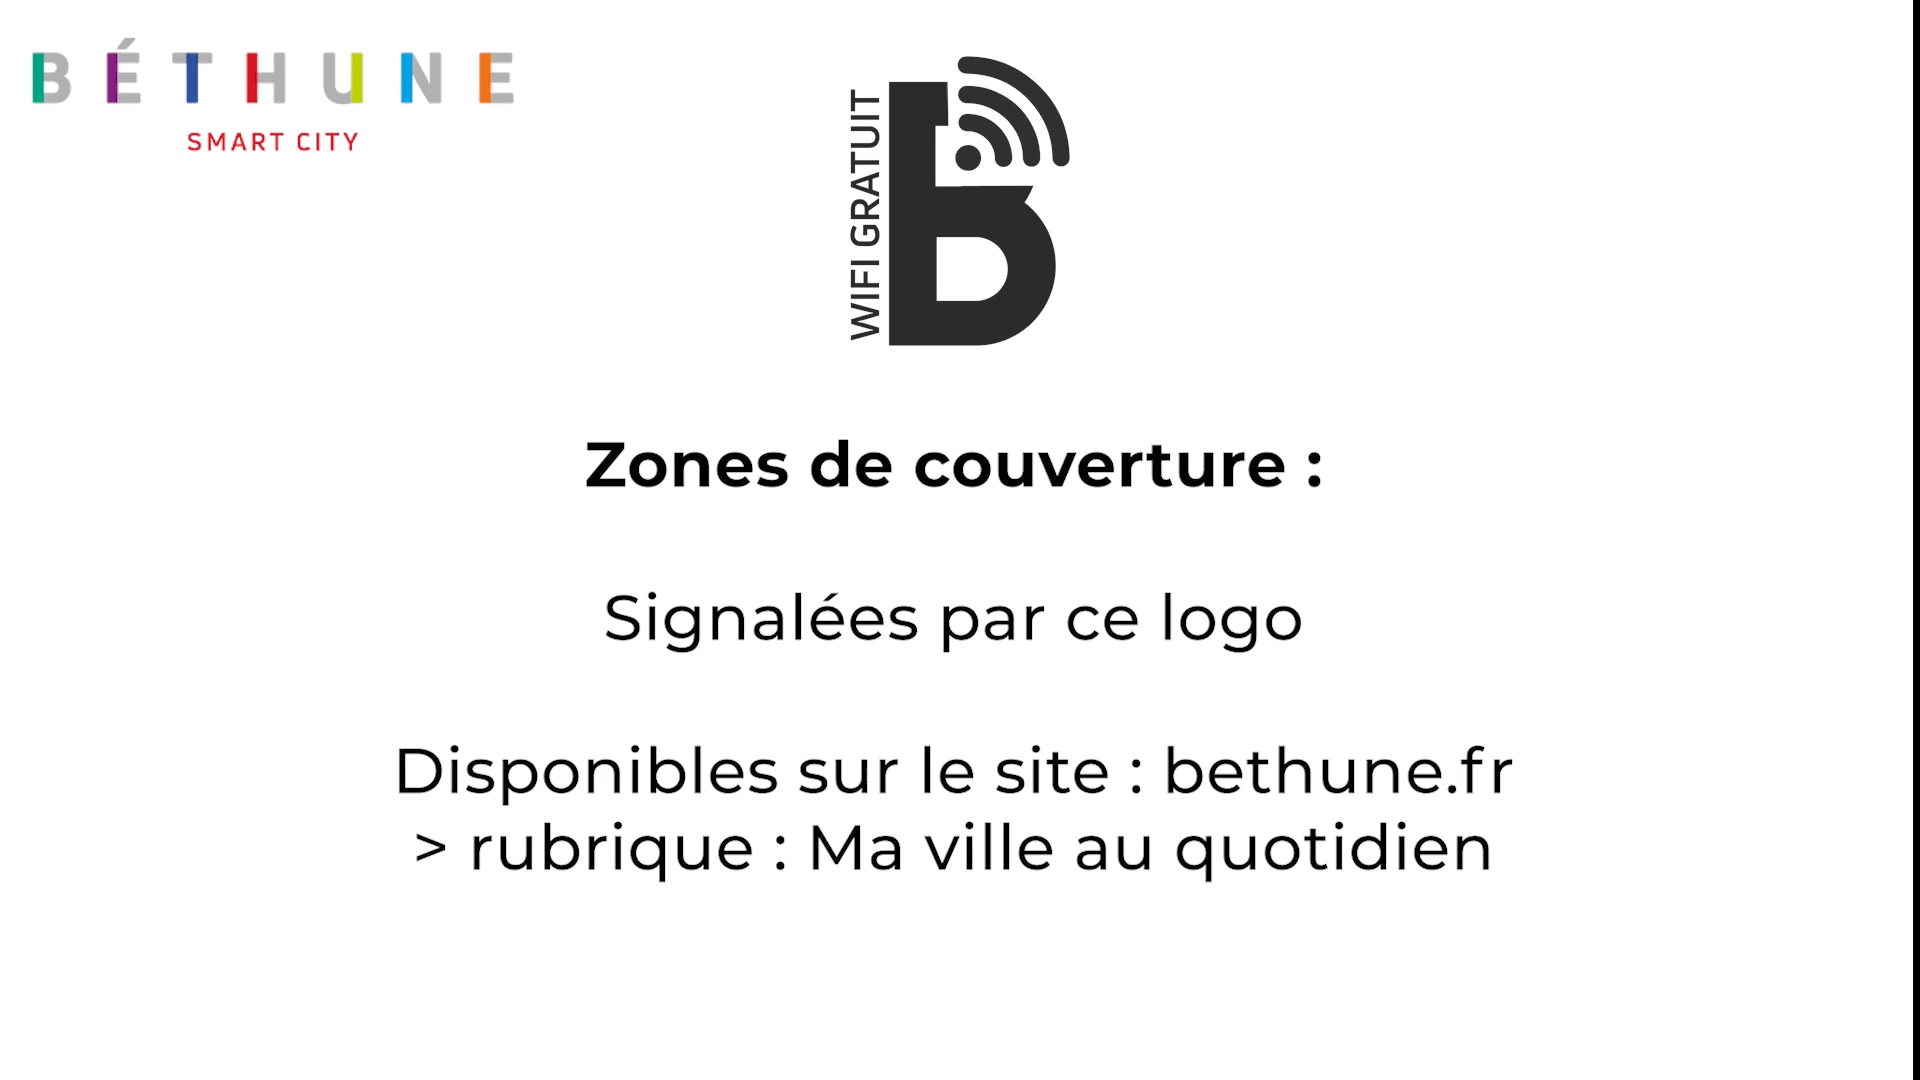 BÉTHUNE
SMART CITY
WIFI GRATUIT
Zones de couverture :
Signalées par ce logo
Disponibles sur le site : bethune.fr
> rubrique : Ma ville au quotidien